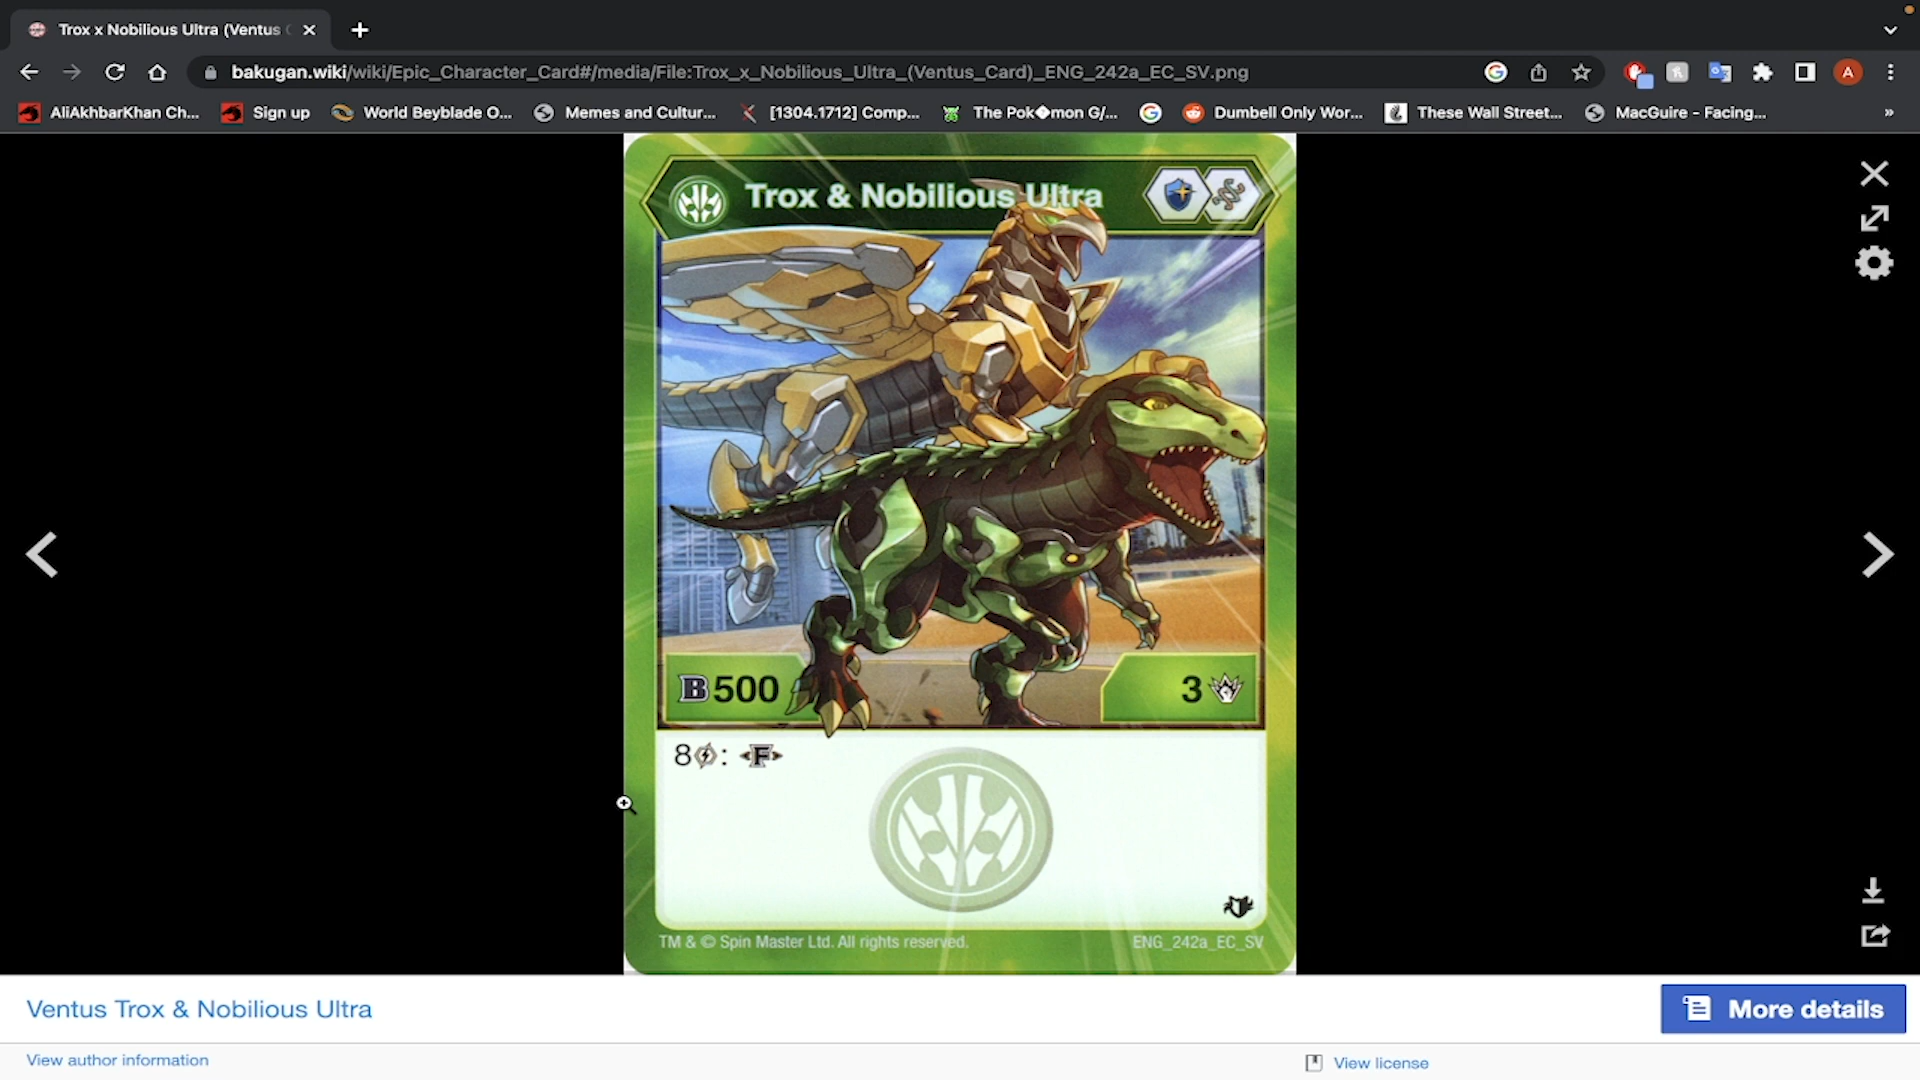 Trox x Nobilious Ultra (Ventus
bakugan.wiki/wiki/Epic_Character_Card#/media/File:Trox_x_Nobilious_Ultra_(Ventus_Card)_ENG_242a_EC_SV.png
A
AliAkhbarKhan Ch...
Sign up
World Beyblade O...
Memes and Cultur...
[1304.1712] Comp...
The Pok�mon G/...
Dumbell Only Wor...
These Wall Street...
MacGuire - Facing...
»
Trox & Nobilious Ultra
B 500
3
8 : F
TM & © Spin Master Ltd. All rights reserved.
ENG_242a_EC_SV
Ventus Trox & Nobilious Ultra
More details
View author information
View license